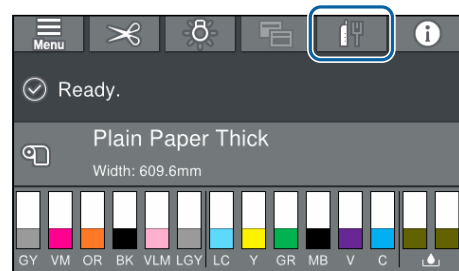 Menu
Ready.
Plain Paper Thick
Width: 609.6mm
GY VM OR BK VLM LGY LC Y GR MB V C